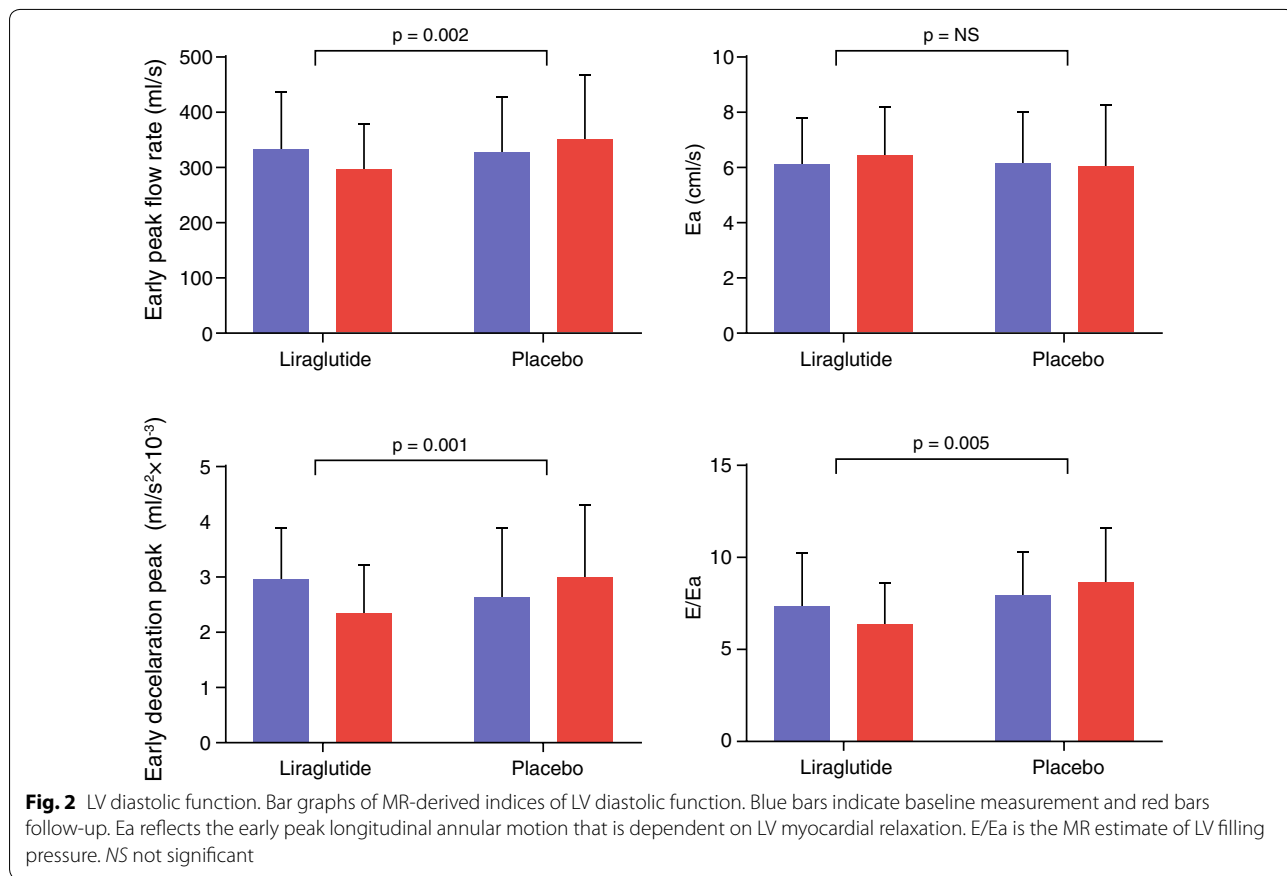 p = 0.002
Early peak flow rate (ml/s)
500
400
300
200
100
0
Liraglutide Placebo
p = NS
Ea (cml/s)
10
8
6
4
2
0
Liraglutide Placebo
p = 0.001
Early decelaration peak (ml/s²×10⁻³)
5
4
3
2
1
0
Liraglutide Placebo
p = 0.005
E/Ea
15
10
5
0
Liraglutide Placebo
Fig. 2 LV diastolic function. Bar graphs of MR-derived indices of LV diastolic function. Blue bars indicate baseline measurement and red bars
follow-up. Ea reflects the early peak longitudinal annular motion that is dependent on LV myocardial relaxation. E/Ea is the MR estimate of LV filling
pressure. NS not significant